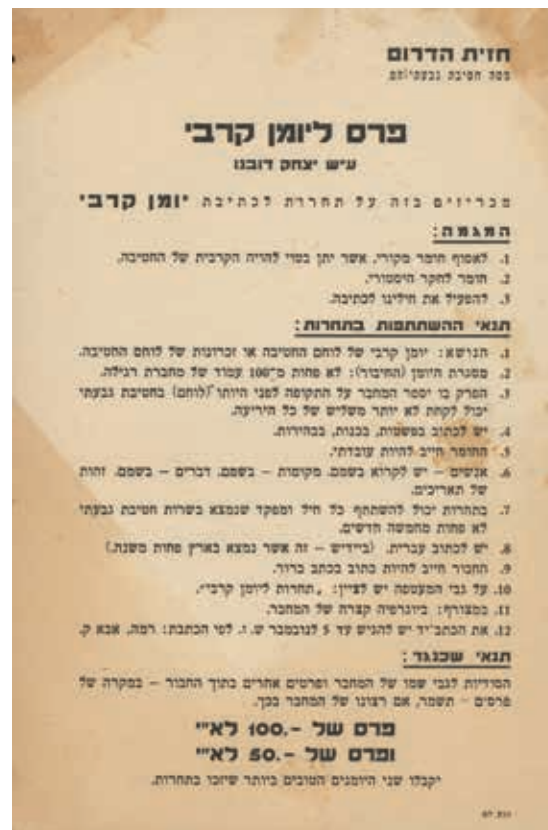 חזית הדרום
מטה חטיבת גבעתי/הס
פרס ליומן קרבי
ע״ש יצחק דובנו
מכריזים בזה על תחרות לכתיבת יומן קרבי
המגמה:
1. לאסוף חומר מקורי, אשר יתן בטוי להויה הקרבית של החטיבה.
2. חומר לחקר היסטורי.
3. להפעיל את חילינו לכתיבה.
תנאי ההשתתפות בתחרות:
1. הנושא: יומן קרבי של לוחם החטיבה או זכרונות של לוחם החטיבה.
2. מסגרת היומן (החיבור): לא פחות מ־100 עמוד של מחברת רגילה.
3. הפרק בו יספר המחבר על התקופה לפני היותו (לוחם) בחטיבת גבעתי
יכול לקחת לא יותר משליש של כל היריעה.
4. יש לכתוב בפשטות, בכנות, בבהירות.
5. החומר חייב להיות עובדתי.
6. אנשים – יש לקרוא בשמם. מקומות – בשמם. דברים – בשמם. זהות
של תאריכים.
7. בתחרות יכול להשתתף כל חיל ומפקד שנמצא בשרות חטיבת גבעתי
לא פחות מחמשה חדשים.
8. יש לכתוב עברית. (ביידיש – זה אשר נמצא בארץ פחות משנה.)
9. החבור חייב להיות כתוב בכתב ברור.
10. על גבי המעטפה יש לציין: „תחרות ליומן קרבי״.
11. במצורף: ביוגרפיה קצרה של המחבר.
12. את הכתב־יד יש להגיש עד 5 לנובמבר ש. ז. לפי הכתבת: רמה, אבא ק.
תנאי שכנגד:
הסודיות לגבי שמו של המחבר ופרטים אחרים בתוך החבור – במקרה של
פרסים – תשמר, אם רצונו של המחבר בכך.
פרס של –.100 לא״י
ופרס של –.50 לא״י
יקבלו שני היומנים הטובים ביותר שיזכו בתחרות.